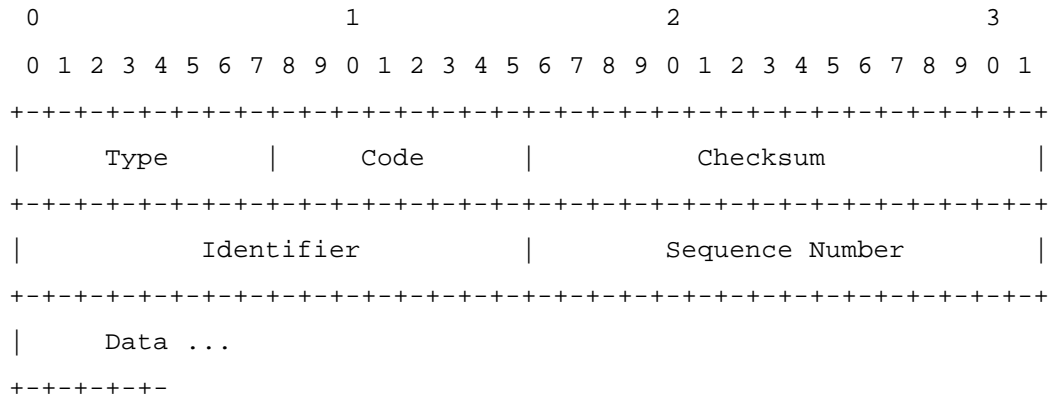 0                   1                   2                   3
0 1 2 3 4 5 6 7 8 9 0 1 2 3 4 5 6 7 8 9 0 1 2 3 4 5 6 7 8 9 0 1
+-+-+-+-+-+-+-+-+-+-+-+-+-+-+-+-+-+-+-+-+-+-+-+-+-+-+-+-+-+-+-+-+
|     Type      |     Code      |          Checksum             |
+-+-+-+-+-+-+-+-+-+-+-+-+-+-+-+-+-+-+-+-+-+-+-+-+-+-+-+-+-+-+-+-+
|           Identifier          |        Sequence Number        |
+-+-+-+-+-+-+-+-+-+-+-+-+-+-+-+-+-+-+-+-+-+-+-+-+-+-+-+-+-+-+-+-+
|     Data ...
+-+-+-+-+-